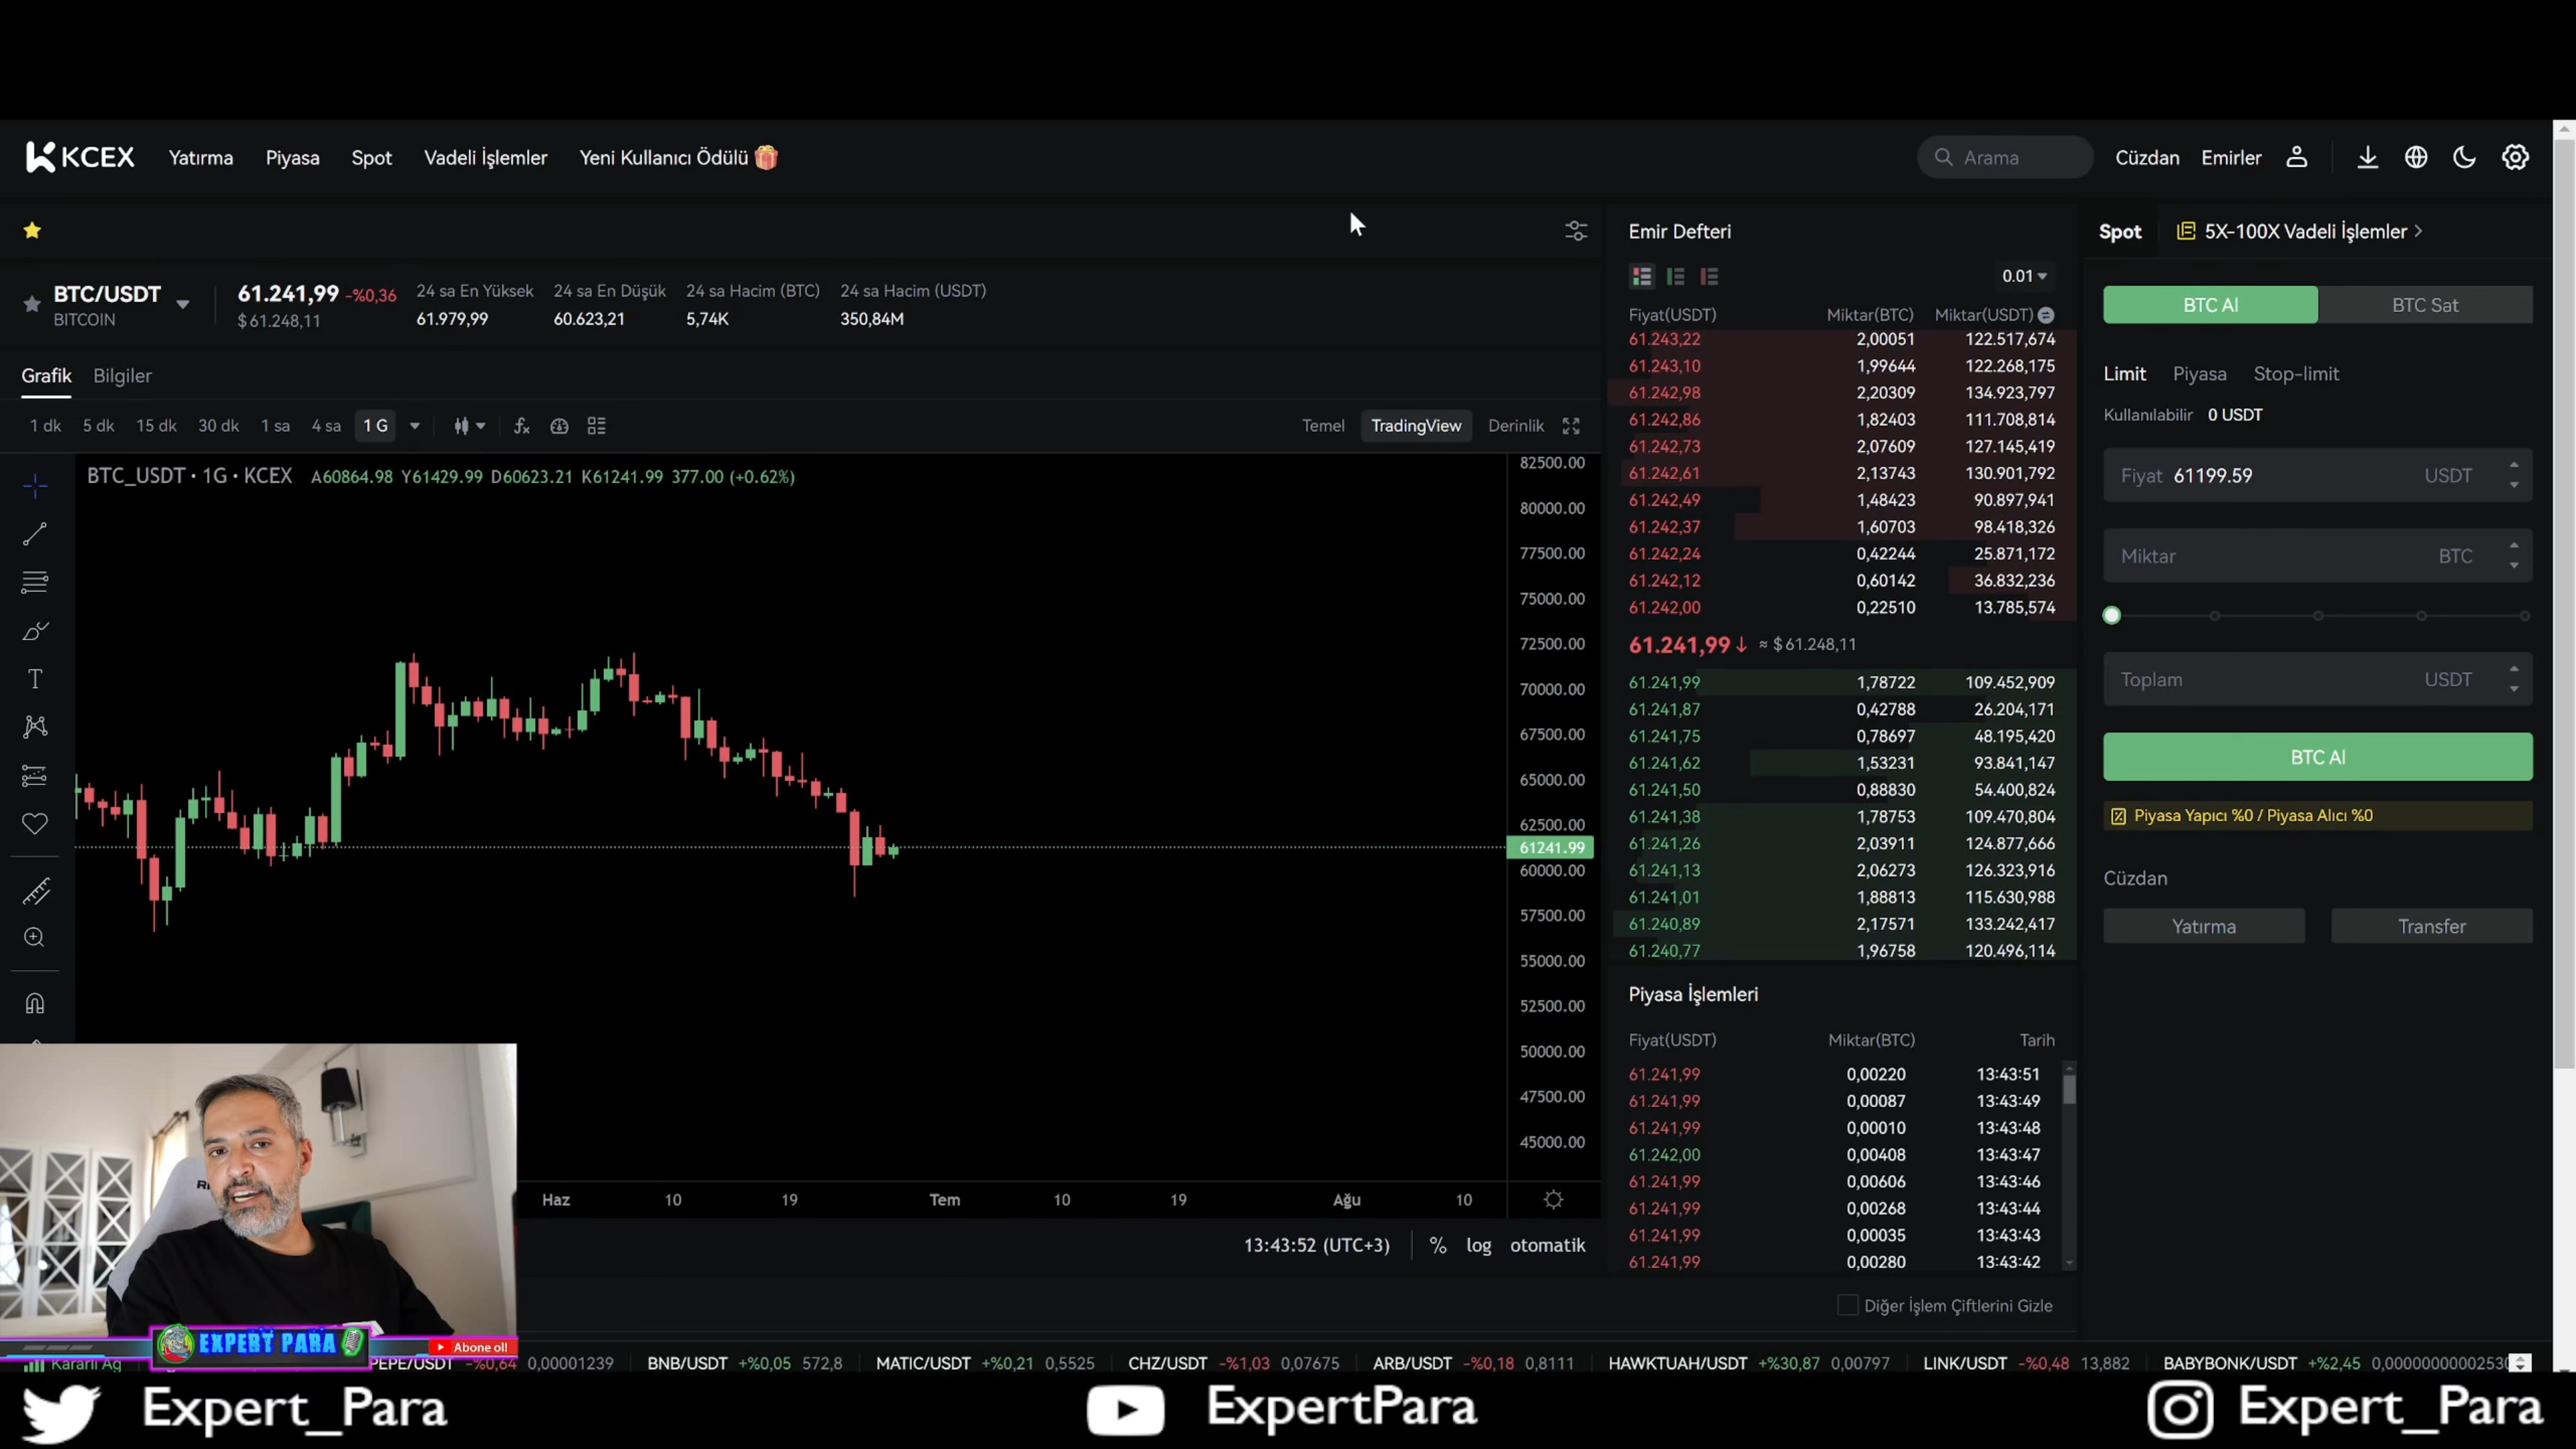 KCEX Yatırma Piyasa Spot Vadeli İşlemler Yeni Kullanıcı Ödülü Arama Cüzdan Emirler
BTC/USDT 61.241,99 -%0,36 24 sa En Yüksek 24 sa En Düşük 24 sa Hacim (BTC) 24 sa Hacim (USDT)
BITCOIN $ 61.248,11 61.979,99 60.623,21 5,74K 350,84M
Grafik Bilgiler
1 dk 5 dk 15 dk 30 dk 1 sa 4 sa 1 G Temel TradingView Derinlik
BTC_USDT · 1G · KCEX A60864.98 Y61429.99 D60623.21 K61241.99 377.00 (+0.62%)
82500.00
80000.00
77500.00
75000.00
72500.00
70000.00
67500.00
65000.00
62500.00
61241.99
60000.00
57500.00
55000.00
52500.00
50000.00
47500.00
45000.00
Haz 10 19 Tem 10 19 Ağu 10
13:43:52 (UTC+3) % log otomatik
Emir Defteri
0.01
Fiyat(USDT) Miktar(BTC) Miktar(USDT)
61.243,22 2,00051 122.517,674
61.243,10 1,99644 122.268,175
61.242,98 2,20309 134.923,797
61.242,86 1,82403 111.708,814
61.242,73 2,07609 127.145,419
61.242,61 2,13743 130.901,792
61.242,49 1,48423 90.897,941
61.242,37 1,60703 98.418,326
61.242,24 0,42244 25.871,172
61.242,12 0,60142 36.832,236
61.242,00 0,22510 13.785,574
61.241,99↓ ≈ $ 61.248,11
61.241,99 1,78722 109.452,909
61.241,87 0,42788 26.204,171
61.241,75 0,78697 48.195,420
61.241,62 1,53231 93.841,147
61.241,50 0,88830 54.400,824
61.241,38 1,78753 109.470,804
61.241,26 2,03911 124.877,666
61.241,13 2,06273 126.323,916
61.241,01 1,88813 115.630,988
61.240,89 2,17571 133.242,417
61.240,77 1,96758 120.496,114
Piyasa İşlemleri
Fiyat(USDT) Miktar(BTC) Tarih
61.241,99 0,00220 13:43:51
61.241,99 0,00087 13:43:49
61.241,99 0,00010 13:43:48
61.242,00 0,00408 13:43:47
61.241,99 0,00606 13:43:46
61.241,99 0,00268 13:43:44
61.241,99 0,00035 13:43:43
61.241,99 0,00280 13:43:42
Spot 5X-100X Vadeli İşlemler >
BTC Al BTC Sat
Limit Piyasa Stop-limit
Kullanılabilir 0 USDT
Fiyat 61199.59 USDT
Miktar BTC
Toplam USDT
BTC Al
Piyasa Yapıcı %0 / Piyasa Alıcı %0
Cüzdan
Yatırma Transfer
Diğer İşlem Çiftlerini Gizle
EXPERT PARA Abone ol!
Kararlı Ağ PEPE/USDT -%0,64 0,00001239 BNB/USDT +%0,05 572,8 MATIC/USDT +%0,21 0,5525 CHZ/USDT -%1,03 0,07675 ARB/USDT -%0,18 0,8111 HAWKTUAH/USDT +%30,87 0,00797 LINK/USDT -%0,48 13,882 BABYBONK/USDT +%2,45
Expert_Para ExpertPara Expert_Para